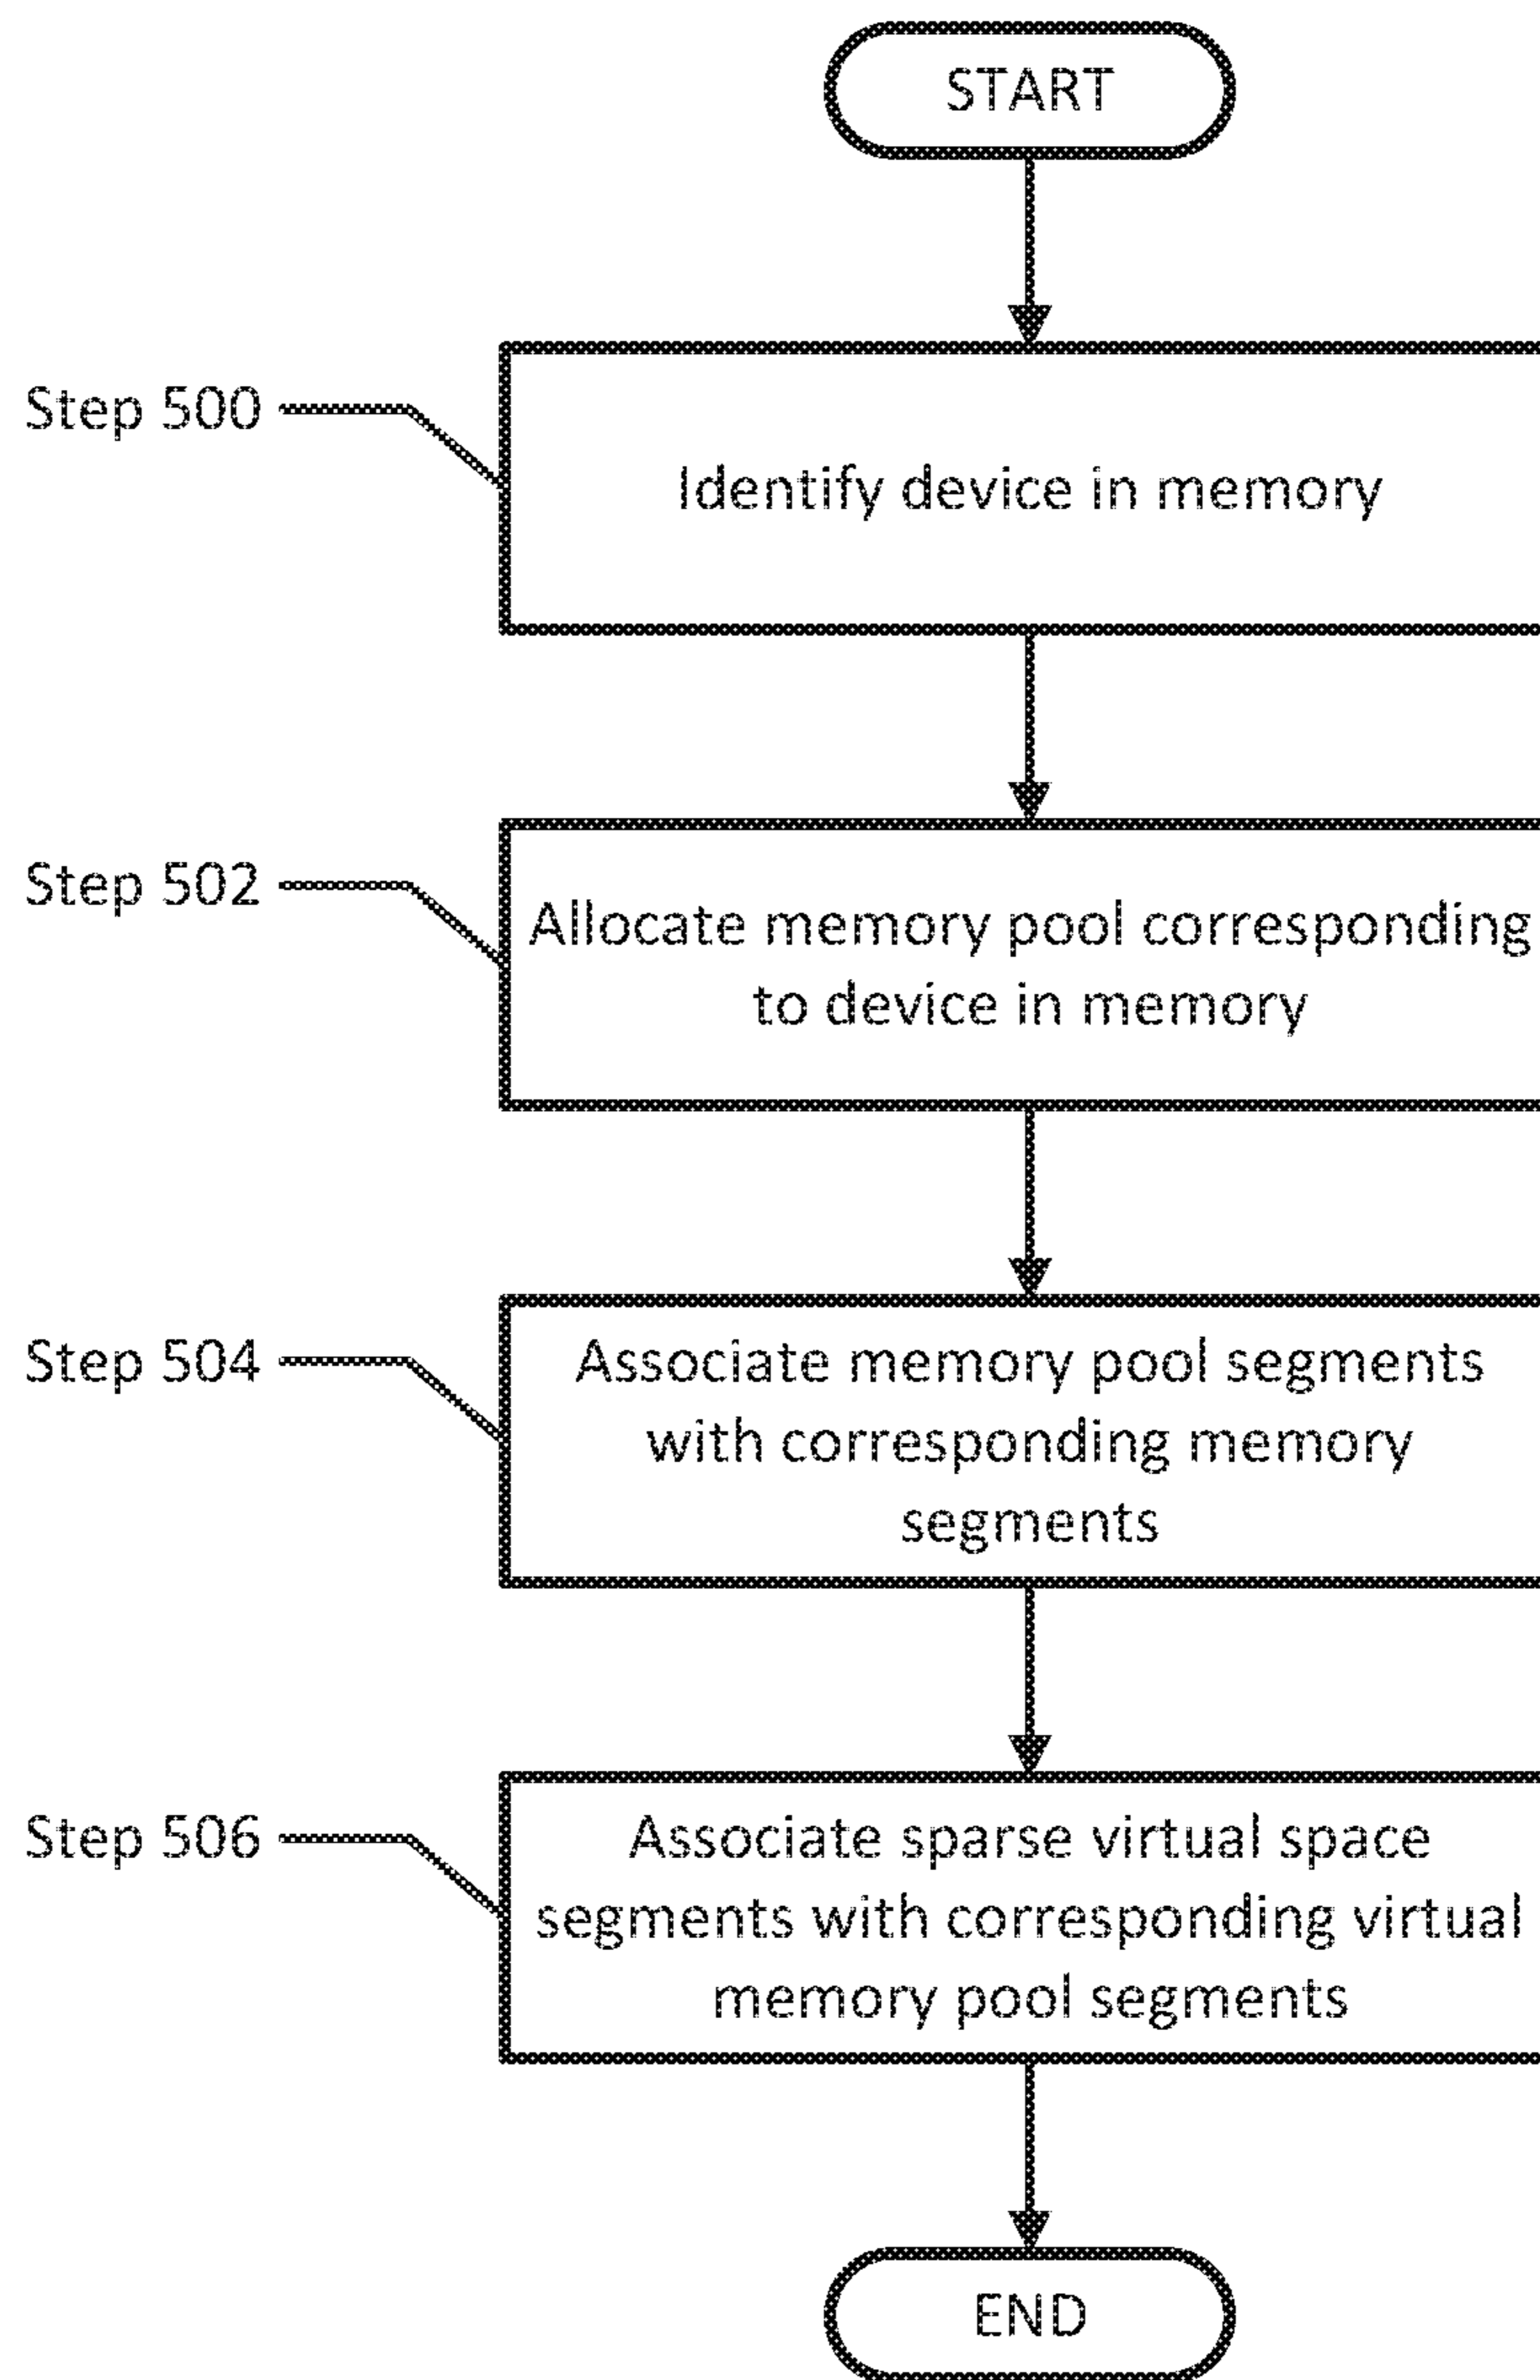 START
Step 500
Identify device in memory
Step 502
Allocate memory pool corresponding
to device in memory
Step 504
Associate memory pool segments
with corresponding memory
segments
Step 506
Associate sparse virtual space
segments with corresponding virtual
memory pool segments
END